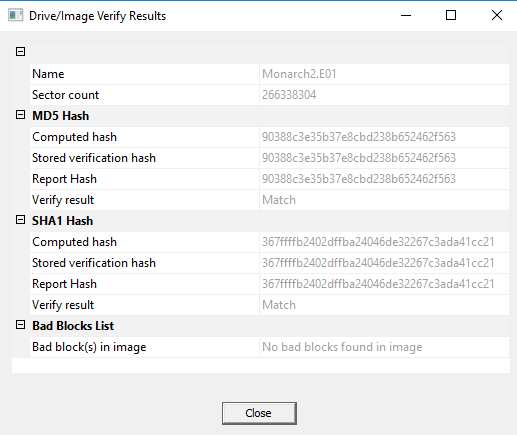 Drive/Image Verify Results
Name Monarch2.E01
Sector count 266338304
MD5 Hash
Computed hash 90388c3e35b37e8cbd238b652462f563
Stored verification hash 90388c3e35b37e8cbd238b652462f563
Report Hash 90388c3e35b37e8cbd238b652462f563
Verify result Match
SHA1 Hash
Computed hash 367ffffb2402dffba24046de32267c3ada41cc21
Stored verification hash 367ffffb2402dffba24046de32267c3ada41cc21
Report Hash 367ffffb2402dffba24046de32267c3ada41cc21
Verify result Match
Bad Blocks List
Bad block(s) in image No bad blocks found in image
Close